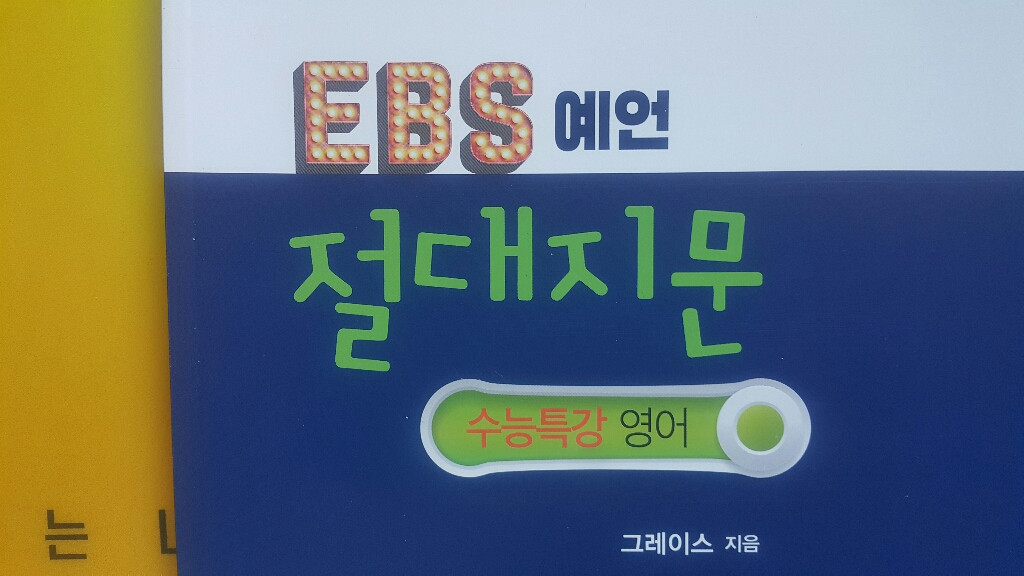 EBS 예언
절대지문
수능특강 영어
그레이스 지음
는